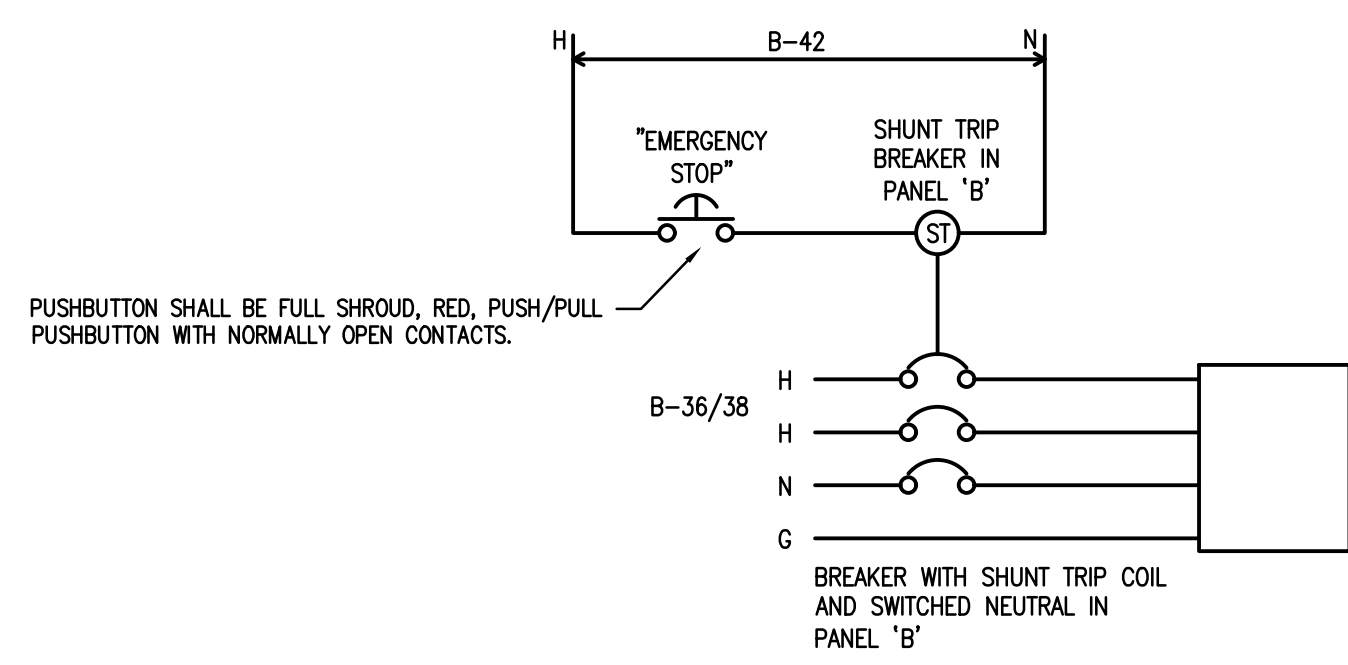 H B-42 N
"EMERGENCY
STOP"
SHUNT TRIP
BREAKER IN
PANEL 'B'
ST
PUSHBUTTON SHALL BE FULL SHROUD, RED, PUSH/PULL
PUSHBUTTON WITH NORMALLY OPEN CONTACTS.
B-36/38
H
H
N
G
BREAKER WITH SHUNT TRIP COIL
AND SWITCHED NEUTRAL IN
PANEL 'B'